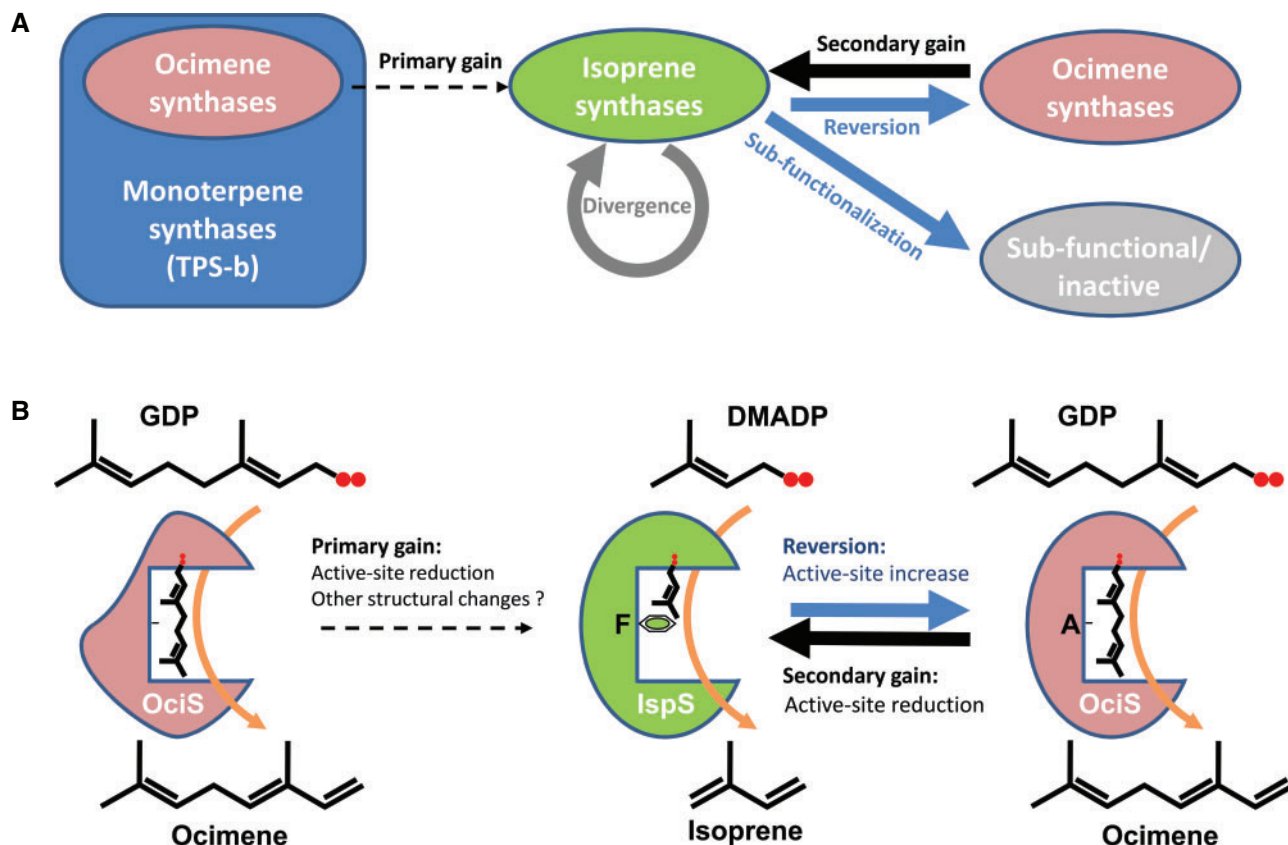 A
Ocimene
synthases
Monoterpene
synthases
(TPS-b)
Primary gain
Isoprene
synthases
Divergence
Secondary gain
Reversion
Sub-functionalization
Ocimene
synthases
Sub-functional/
inactive
B
GDP
OciS
Ocimene
Primary gain:
Active-site reduction
Other structural changes ?
DMADP
F
IspS
Isoprene
Reversion:
Active-site increase
Secondary gain:
Active-site reduction
GDP
A
OciS
Ocimene